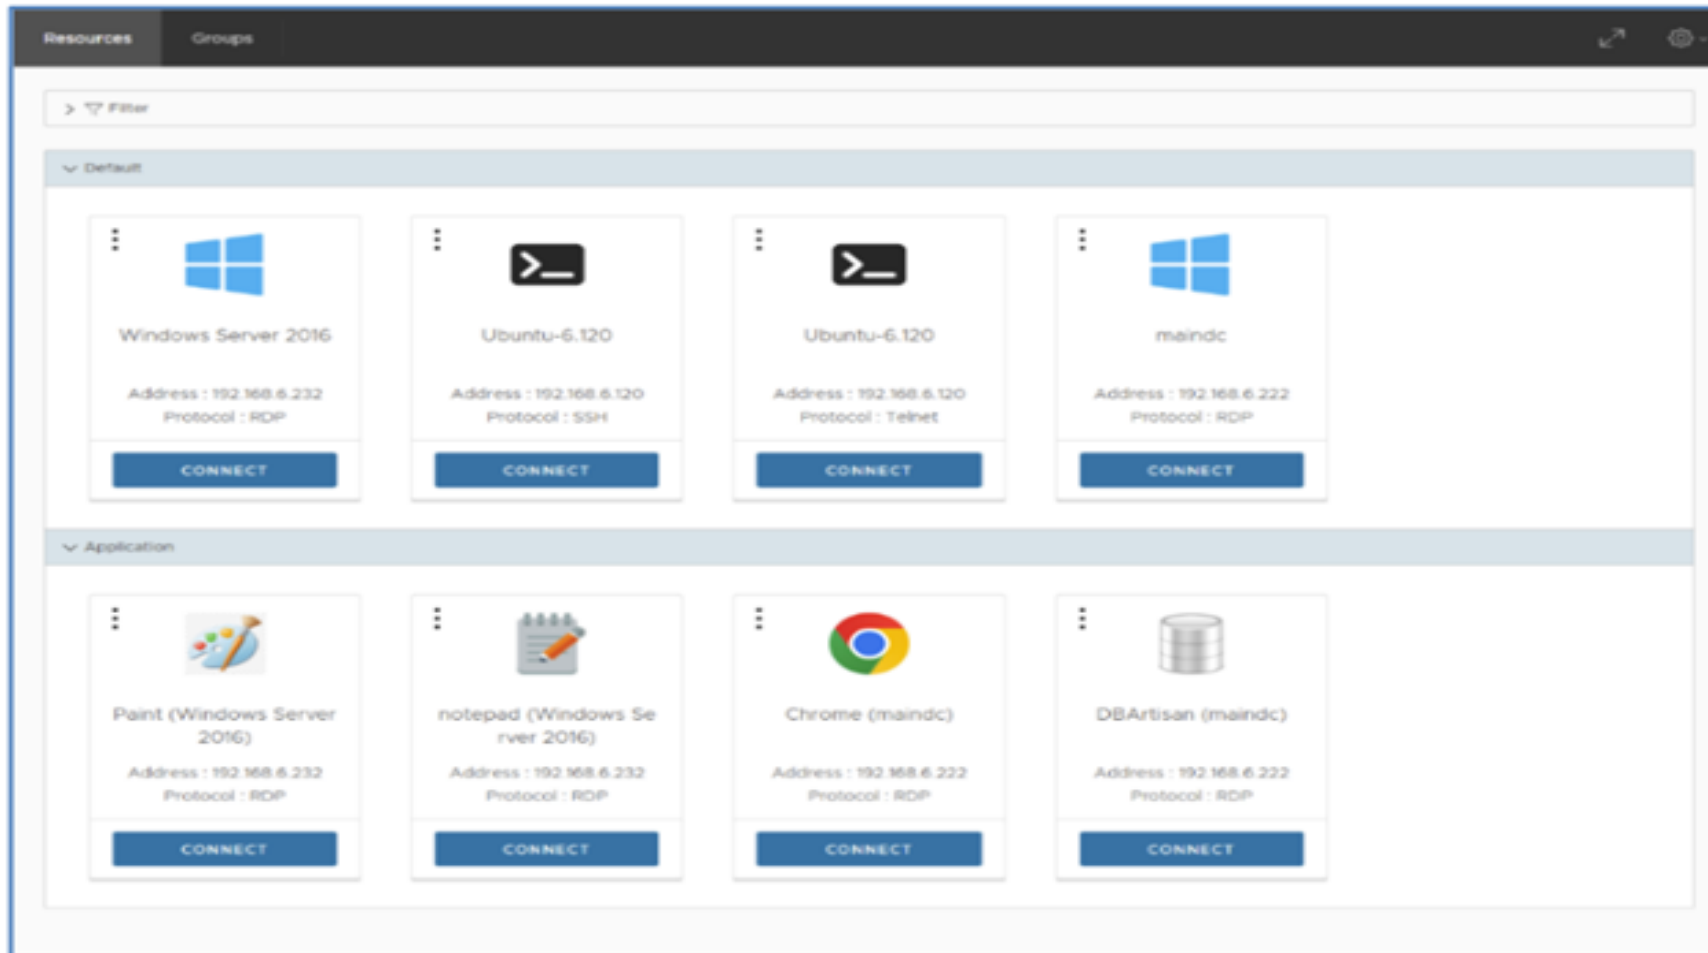 Resources
Groups
Filter
Default
Windows Server 2016
Address : 192.168.6.232
Protocol : RDP
CONNECT
Ubuntu-6.120
Address : 192.168.6.120
Protocol : SSH
CONNECT
Ubuntu-6.120
Address : 192.168.6.120
Protocol : Telnet
CONNECT
maindc
Address : 192.168.6.222
Protocol : RDP
CONNECT
Application
Paint (Windows Server
2016)
Address : 192.168.6.232
Protocol : RDP
CONNECT
notepad (Windows Se
rver 2016)
Address : 192.168.6.232
Protocol : RDP
CONNECT
Chrome (maindc)
Address : 192.168.6.222
Protocol : RDP
CONNECT
DBArtisan (maindc)
Address : 192.168.6.222
Protocol : RDP
CONNECT